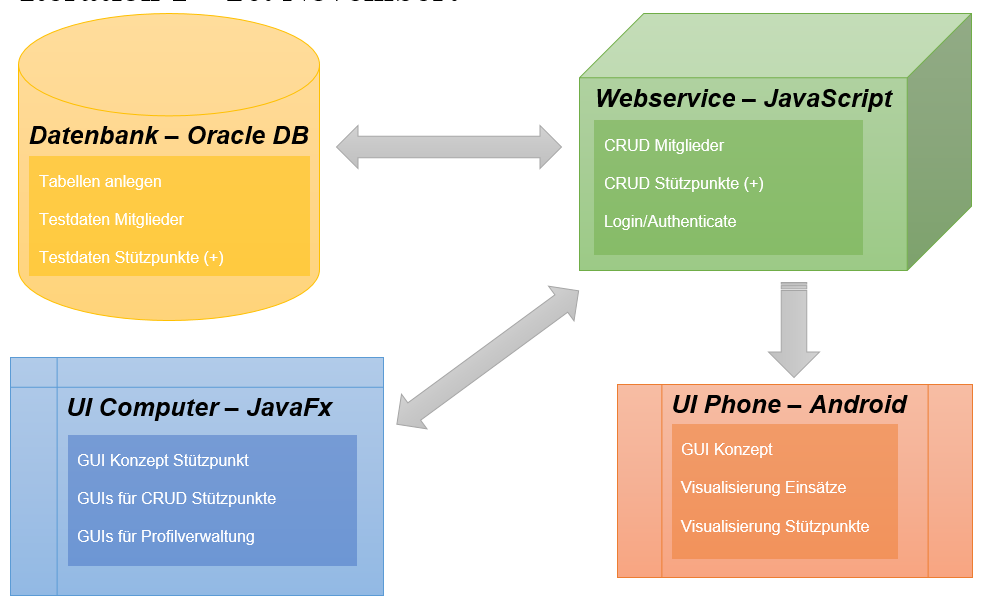 Datenbank – Oracle DB
Tabellen anlegen
Testdaten Mitglieder
Testdaten Stützpunkte (+)
Webservice – JavaScript
CRUD Mitglieder
CRUD Stützpunkte (+)
Login/Authenticate
UI Computer – JavaFx
GUI Konzept Stützpunkt
GUIs für CRUD Stützpunkte
GUIs für Profilverwaltung
UI Phone – Android
GUI Konzept
Visualisierung Einsätze
Visualisierung Stützpunkte